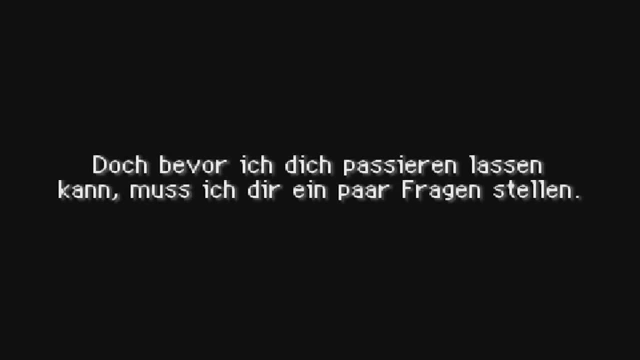 Doch bevor ich dich passieren lassen
kann, muss ich dir ein paar Fragen stellen.